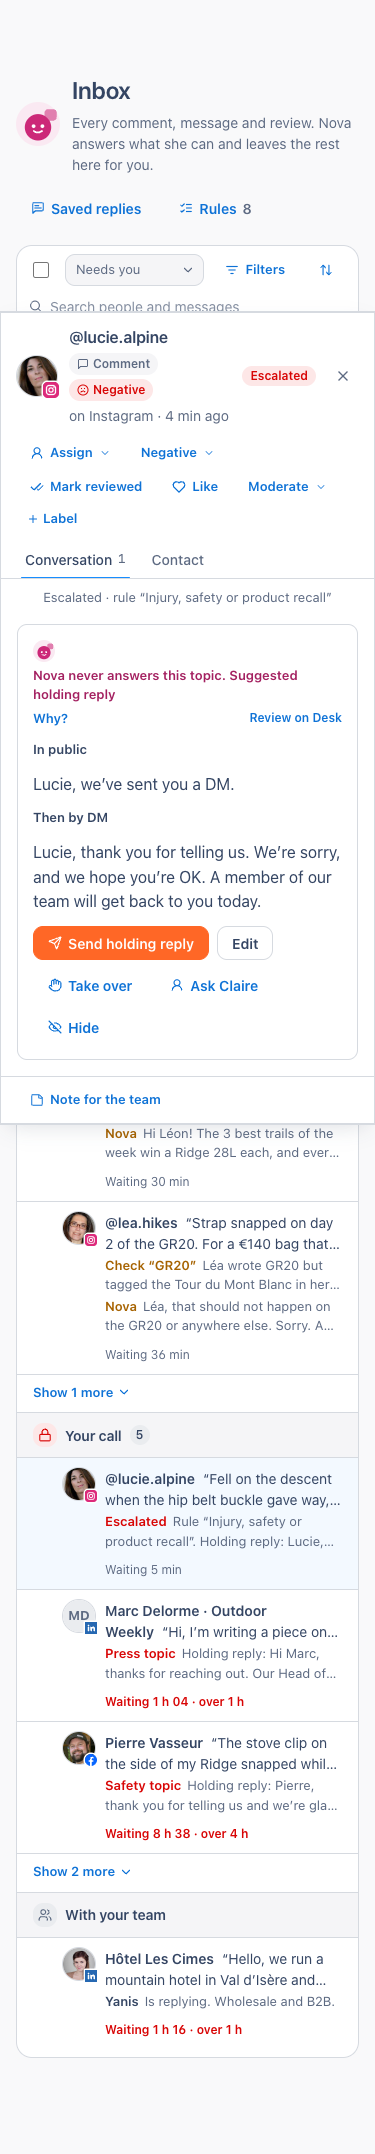 Inbox
Every comment, message and review. Nova
answers what she can and leaves the rest
here for you.
Saved replies
Rules 8
Needs you
Filters
Search people and messages
@lucie.alpine
Comment
Negative
Escalated
on Instagram · 4 min ago
Assign
Negative
Mark reviewed
Like
Moderate
+ Label
Conversation 1
Contact
Escalated · rule “Injury, safety or product recall”
Nova never answers this topic. Suggested
holding reply
Why?
Review on Desk
In public
Lucie, we’ve sent you a DM.
Then by DM
Lucie, thank you for telling us. We’re sorry,
and we hope you’re OK. A member of our
team will get back to you today.
Send holding reply
Edit
Take over
Ask Claire
Hide
Note for the team
Nova Hi Léon! The 3 best trails of the
week win a Ridge 28L each, and ever…
Waiting 30 min
@lea.hikes “Strap snapped on day
2 of the GR20. For a €140 bag that…
Check “GR20” Léa wrote GR20 but
tagged the Tour du Mont Blanc in her…
Nova Léa, that should not happen on
the GR20 or anywhere else. Sorry. A…
Waiting 36 min
Show 1 more
Your call 5
@lucie.alpine “Fell on the descent
when the hip belt buckle gave way,…
Escalated Rule “Injury, safety or
product recall”. Holding reply: Lucie,…
Waiting 5 min
MD
Marc Delorme · Outdoor
Weekly “Hi, I’m writing a piece on…
Press topic Holding reply: Hi Marc,
thanks for reaching out. Our Head of…
Waiting 1 h 04 · over 1 h
Pierre Vasseur “The stove clip on
the side of my Ridge snapped whil…
Safety topic Holding reply: Pierre,
thank you for telling us and we’re gla…
Waiting 8 h 38 · over 4 h
Show 2 more
With your team
Hôtel Les Cimes “Hello, we run a
mountain hotel in Val d’Isère and…
Yanis Is replying. Wholesale and B2B.
Waiting 1 h 16 · over 1 h